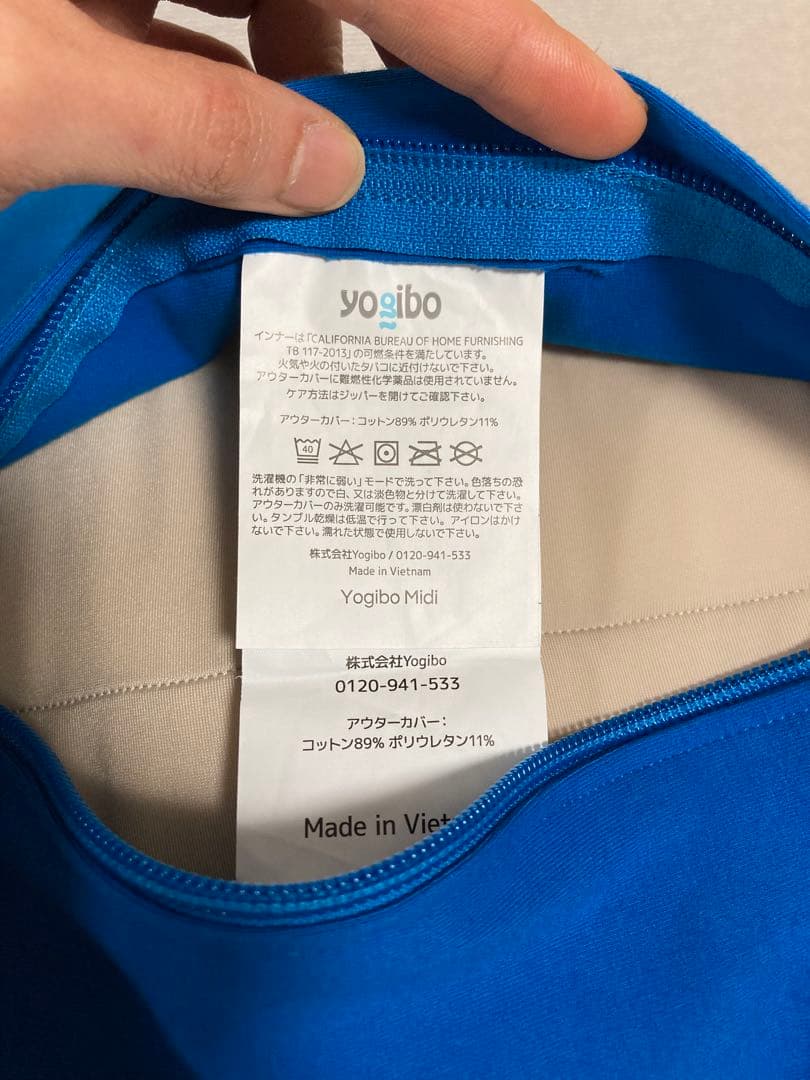 yogibo
インナーは「CALIFORNIA BUREAU OF HOME FURNISHING
TB 117-2013」の可燃条件を満たしています。
火気や火の付いたタバコに近付けないで下さい。
アウターカバーに難燃性化学薬品は使用されていません。
ケア方法はジッパーを開けてご確認下さい。
アウターカバー：コットン89% ポリウレタン11%
40
洗濯機の「非常に弱い」モードで洗って下さい。色落ちの恐
れがありますので白、又は淡色物と分けて洗濯して下さい。
アウターカバーのみ洗濯可能です。漂白剤は使わないで下さ
い。タンブル乾燥は低温で行って下さい。アイロンはかけ
ないで下さい。濡れた状態で使用しないで下さい。
株式会社Yogibo / 0120-941-533
Made in Vietnam
Yogibo Midi
株式会社Yogibo
0120-941-533
アウターカバー：
コットン89% ポリウレタン11%
Made in Viet